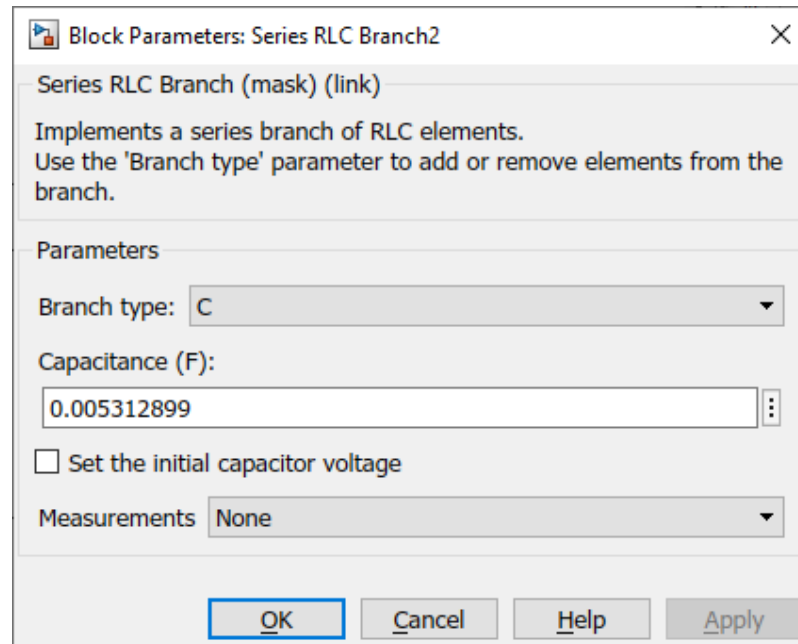 Block Parameters: Series RLC Branch2
Series RLC Branch (mask) (link)
Implements a series branch of RLC elements.
Use the 'Branch type' parameter to add or remove elements from the
branch.
Parameters
Branch type: C
Capacitance (F):
0.005312899
Set the initial capacitor voltage
Measurements None
OK Cancel Help Apply